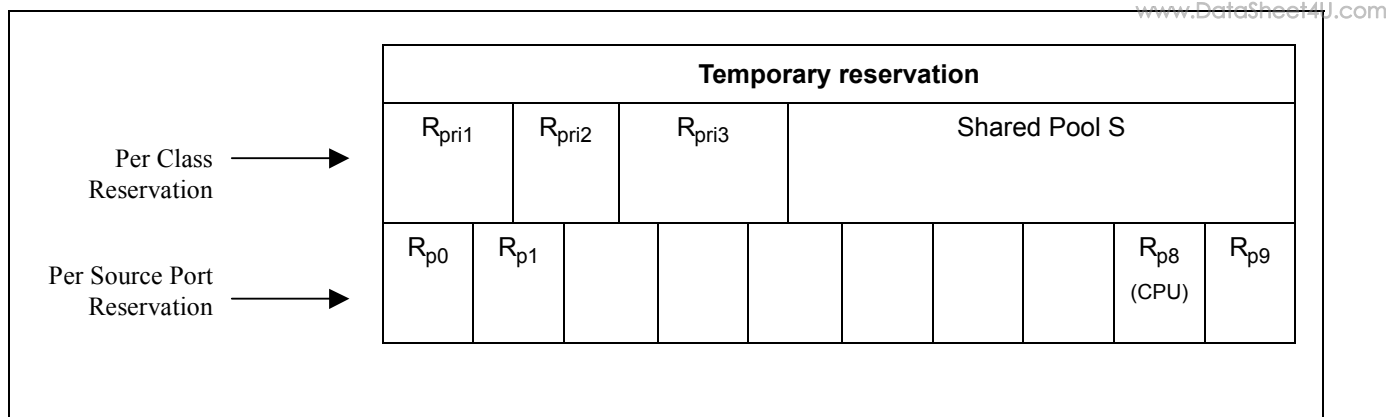 www.DataSheet4U.com
Temporary reservation
Rpri1 Rpri2 Rpri3 Shared Pool S
Per Class
Reservation
Rp0 Rp1 Rp8 Rp9
(CPU)
Per Source Port
Reservation